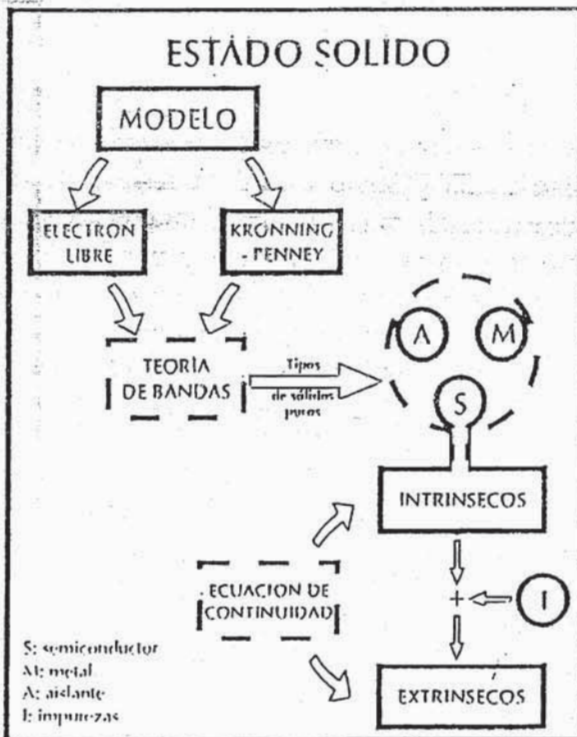 ESTADO SOLIDO
MODELO
ELECTRON
LIBRE
KRONNING
- PENNEY
TEORÍA
DE BANDAS
Tipos
de sólidos
puros
A
M
S
INTRINSECOS
ECUACION DE
CONTINUIDAD
+
I
EXTRINSECOS
S: semiconductor
M: metal
A: aislante
I: impurezas